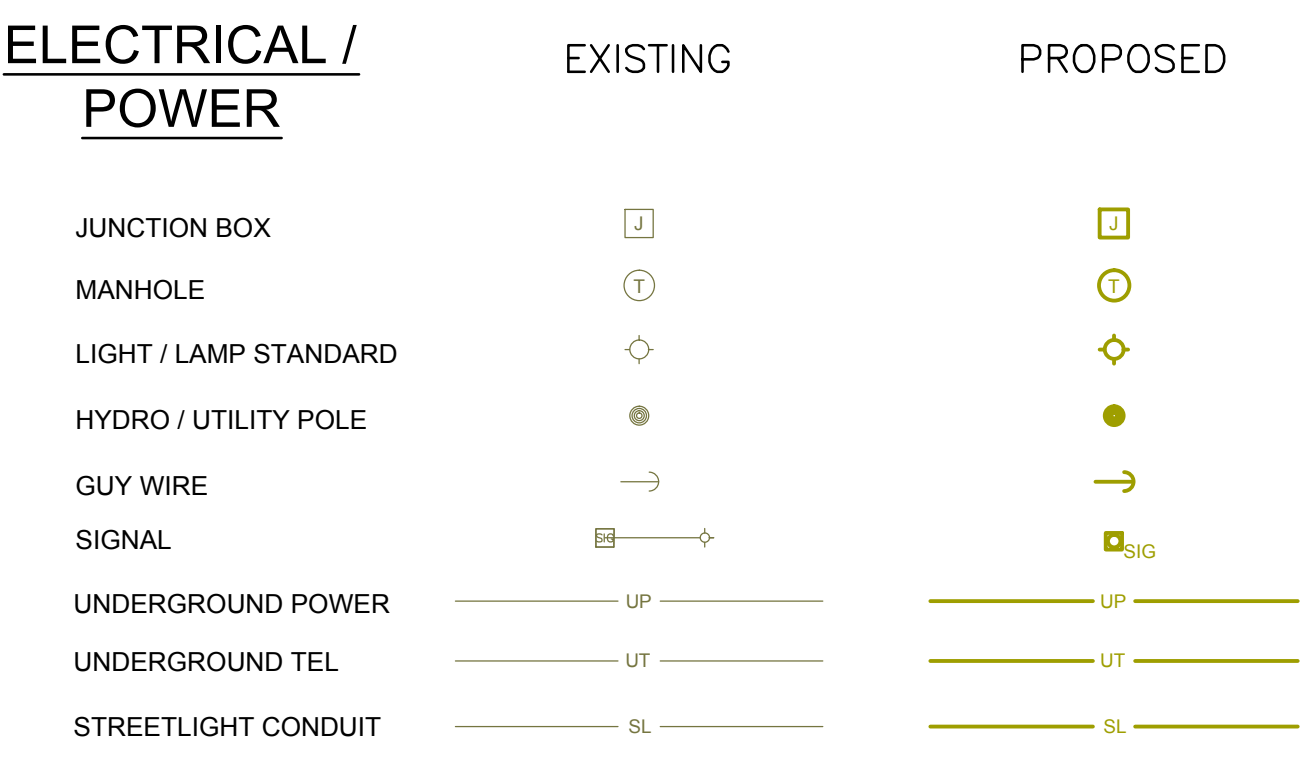 ELECTRICAL /
POWER
EXISTING
PROPOSED
JUNCTION BOX J J
MANHOLE T T
LIGHT / LAMP STANDARD
HYDRO / UTILITY POLE
GUY WIRE
SIGNAL SIG SIG
UNDERGROUND POWER UP UP
UNDERGROUND TEL UT UT
STREETLIGHT CONDUIT SL SL